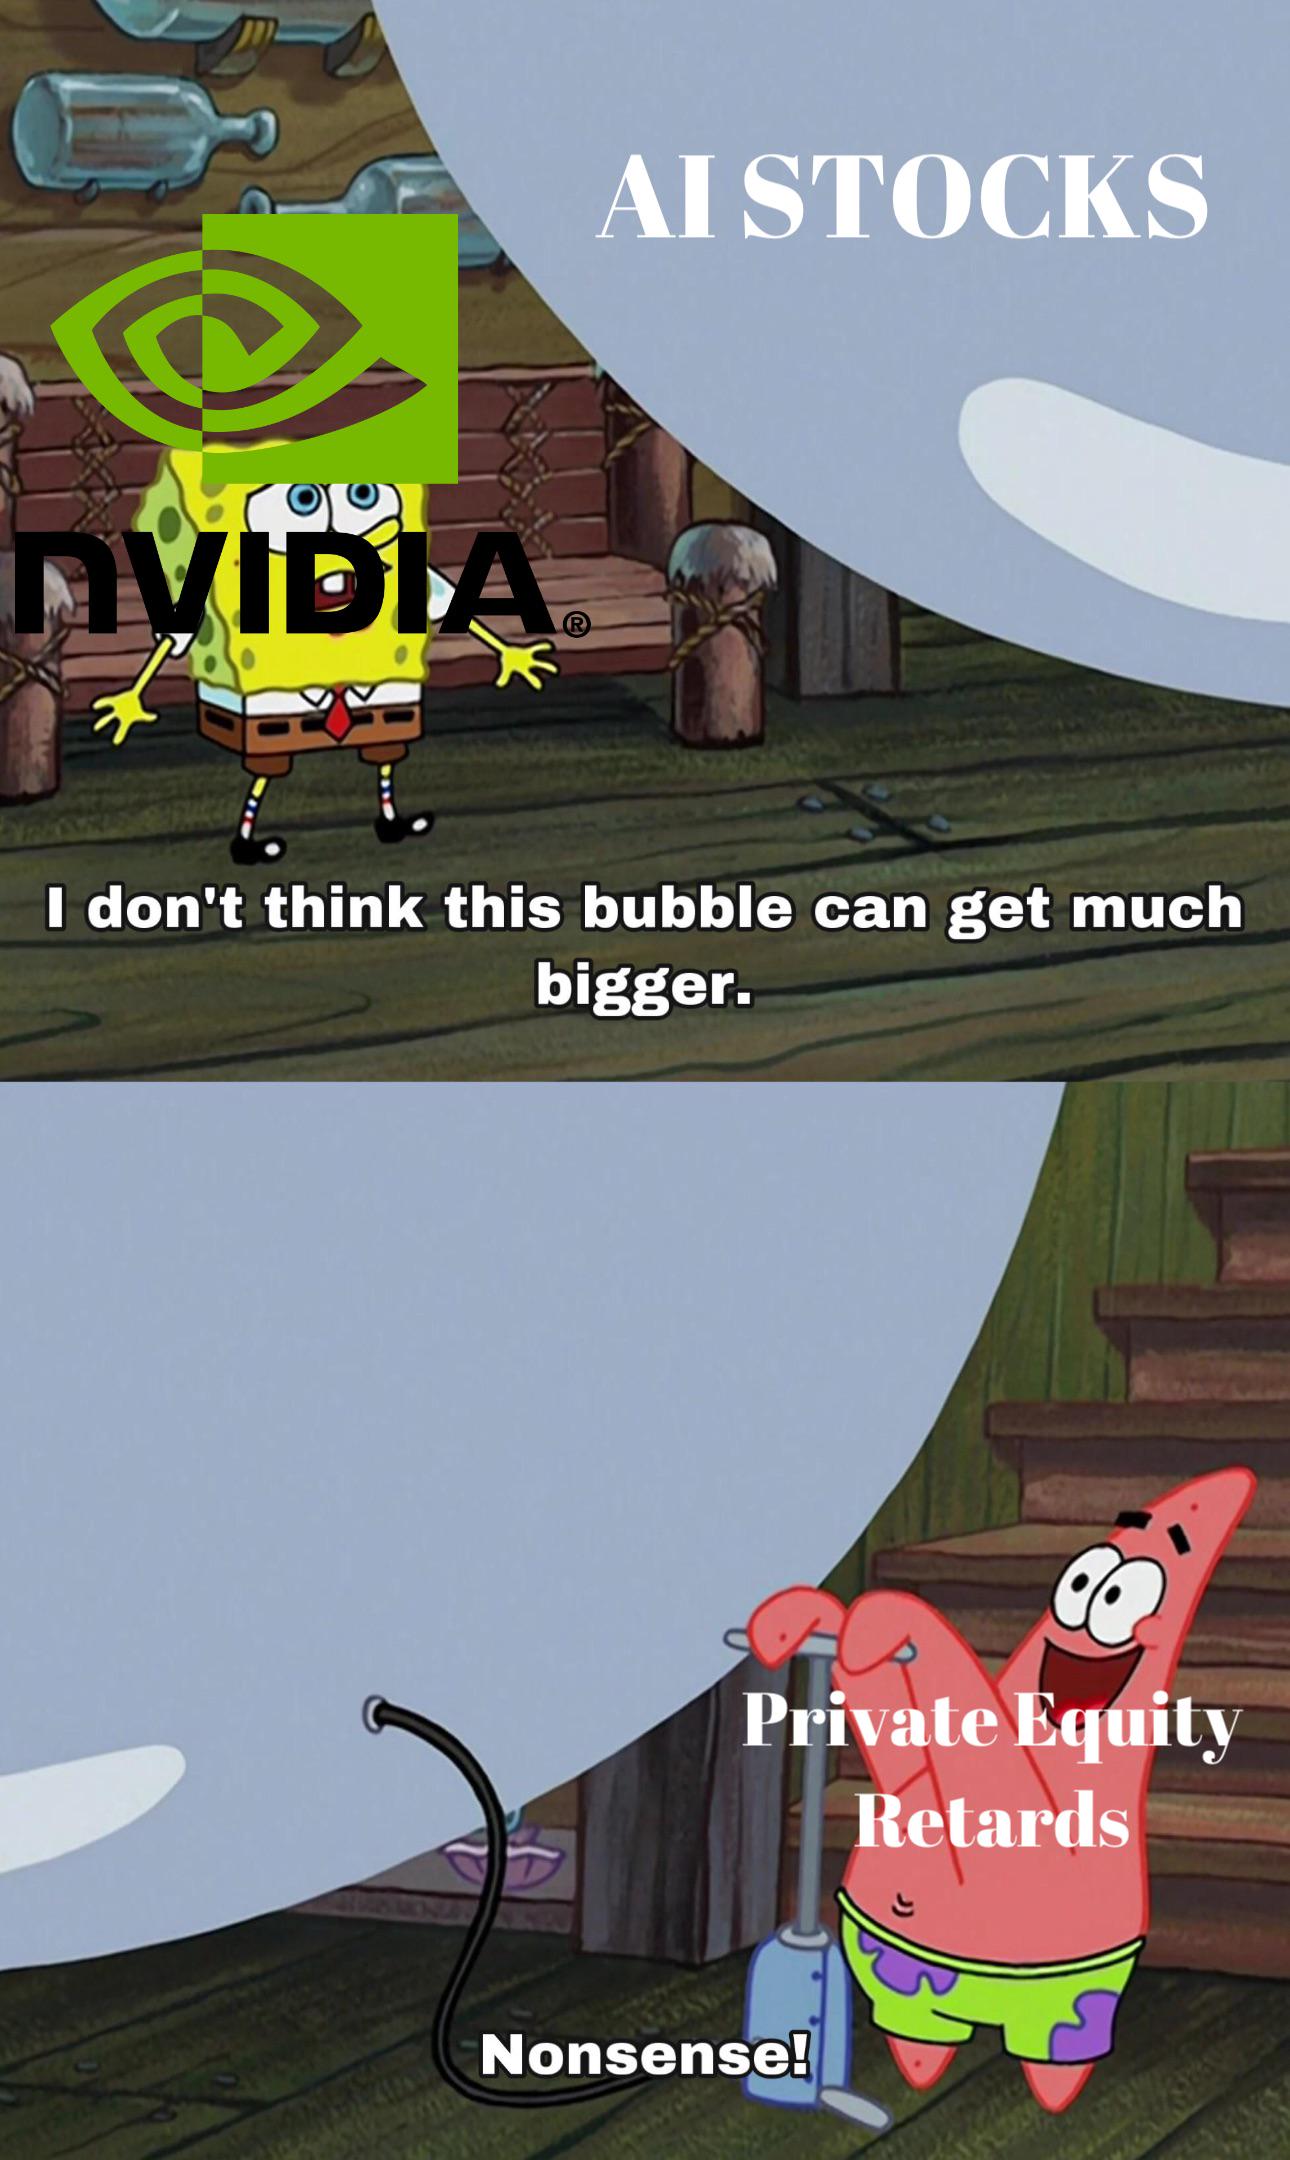 AI STOCKS
nVIDIA®
I don't think this bubble can get much
bigger.
Private Equity
Retards
Nonsense!